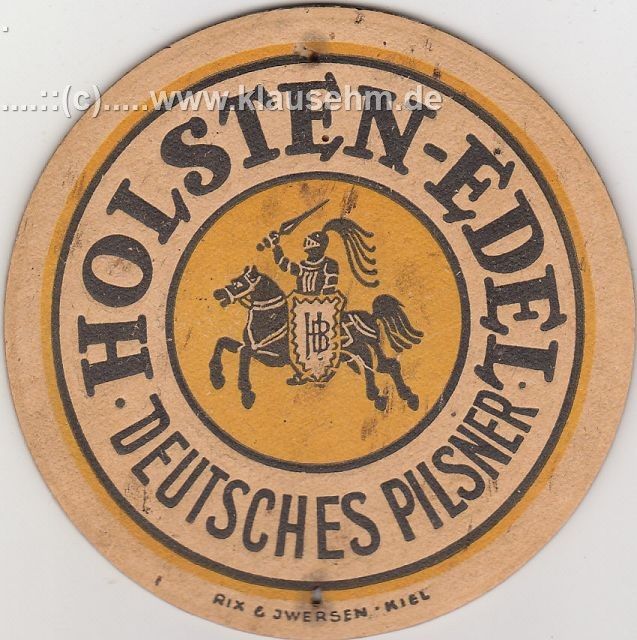 .....::(c).....www.klausehm.de
HOLSTEN-EDEL
HB
· DEUTSCHES PILSNER ·
RIX & JWERSEN · KIEL